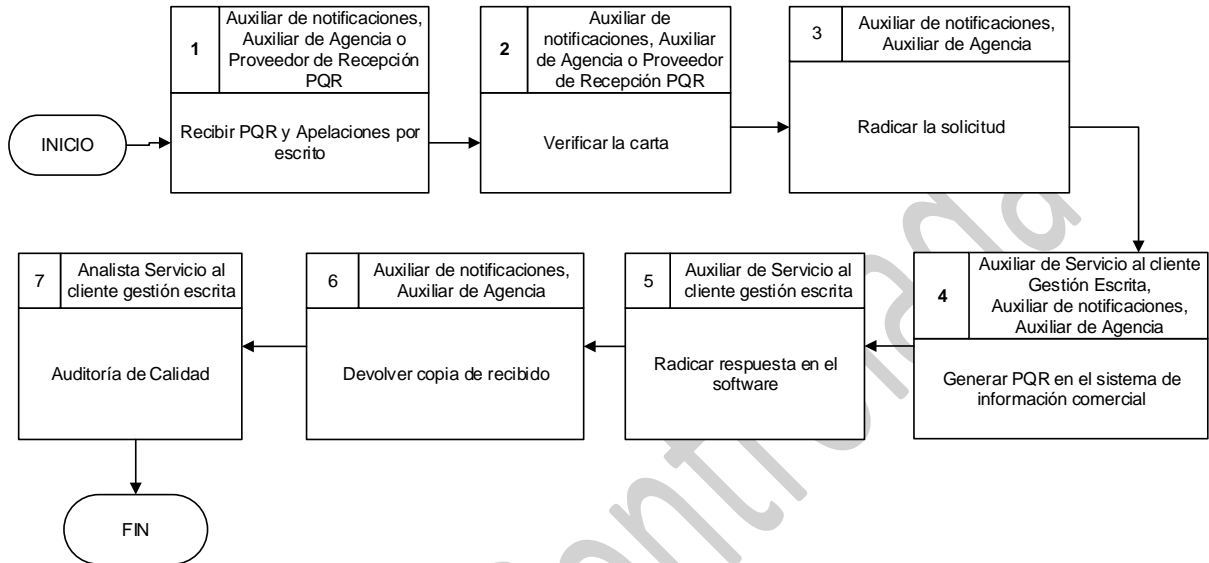 INICIO
1
Auxiliar de notificaciones,
Auxiliar de Agencia o
Proveedor de Recepción
PQR
Recibir PQR y Apelaciones por
escrito
2
Auxiliar de
notificaciones, Auxiliar
de Agencia o Proveedor
de Recepción PQR
Verificar la carta
3
Auxiliar de notificaciones,
Auxiliar de Agencia
Radicar la solicitud
4
Auxiliar de Servicio al cliente
Gestión Escrita,
Auxiliar de notificaciones,
Auxiliar de Agencia
Generar PQR en el sistema de
información comercial
5
Auxiliar de Servicio al
cliente gestión escrita
Radicar respuesta en el
software
6
Auxiliar de notificaciones,
Auxiliar de Agencia
Devolver copia de recibido
7
Analista Servicio al
cliente gestión escrita
Auditoría de Calidad
FIN